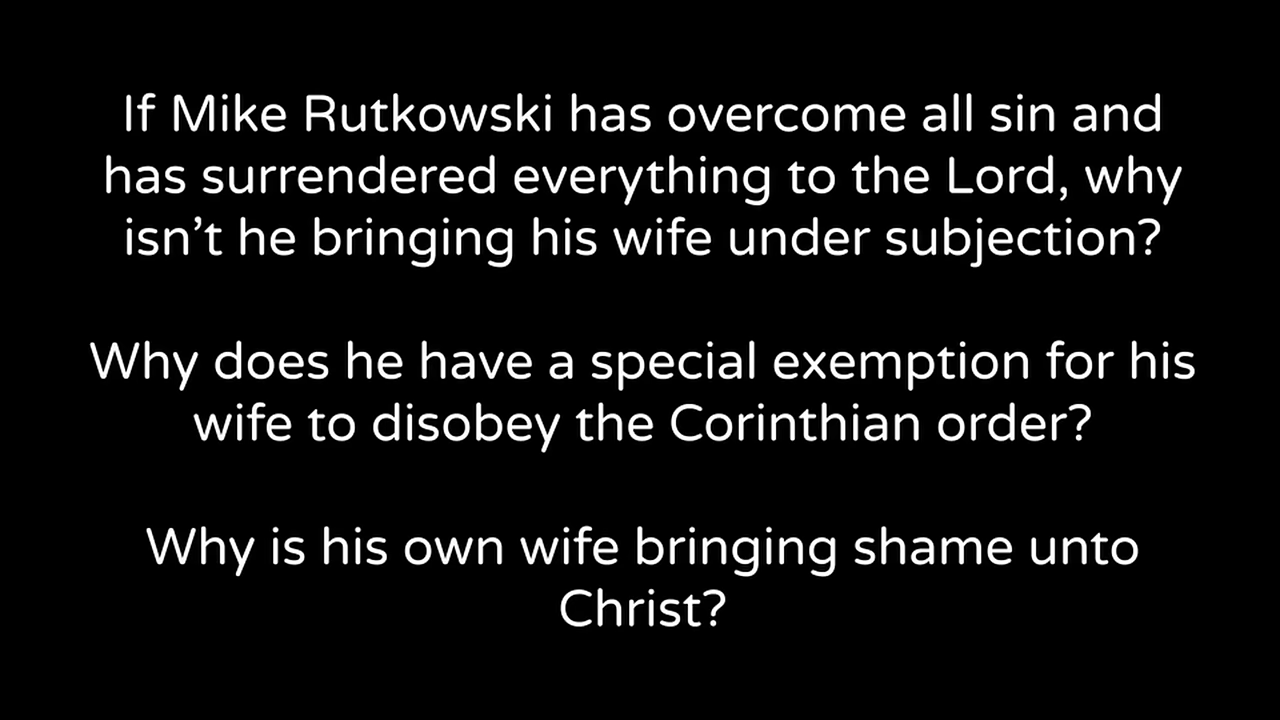 If Mike Rutkowski has overcome all sin and
has surrendered everything to the Lord, why
isn’t he bringing his wife under subjection?
Why does he have a special exemption for his
wife to disobey the Corinthian order?
Why is his own wife bringing shame unto
Christ?